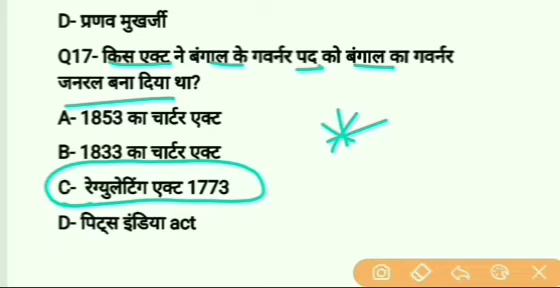 D- प्रणव मुखर्जी
Q17- किस एक्ट ने बंगाल के गवर्नर पद् को बंगाल का गवर्नर
जनरल बना दिया था?
A- 1853 का चार्टर एक्ट
B- 1833 का चार्टर एक्ट
C- रेग्युलेटिंग एक्ट 1773
D- पिट्स इंडिया act